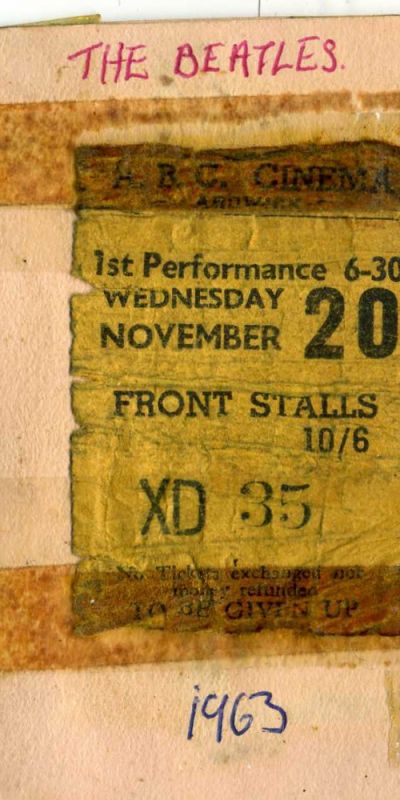 THE BEATLES.
A. B. C. CINEMA
ARDWICK
1st Performance 6-30
WEDNESDAY
NOVEMBER 20
FRONT STALLS
10/6
XD 35
No Tickets exchanged nor
money refunded
TO BE GIVEN UP
1963